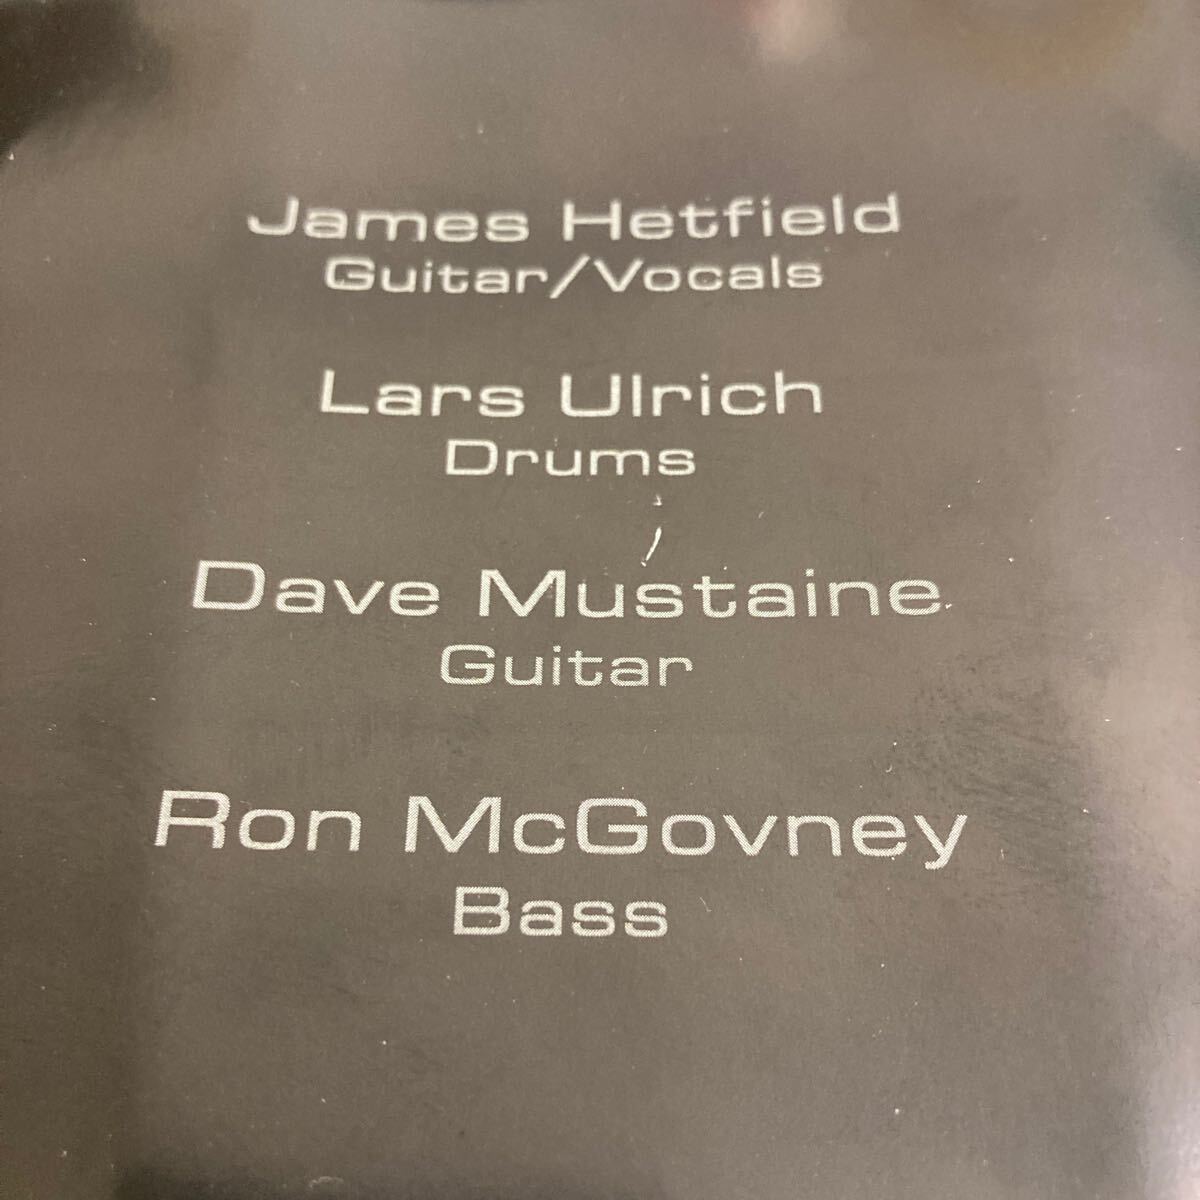 James Hetfield
Guitar/Vocals
Lars Ulrich
Drums
Dave Mustaine
Guitar
Ron McGovney
Bass